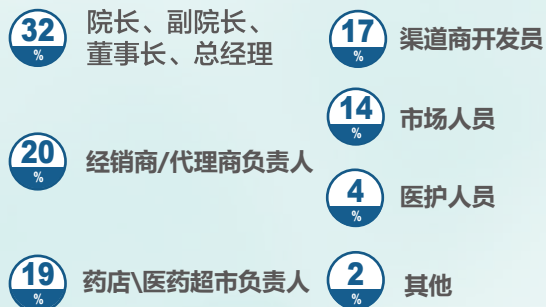 32
%
院长、副院长、
董事长、总经理
20
%
经销商/代理商负责人
19
%
药店\医药超市负责人
17
%
渠道商开发员
14
%
市场人员
4
%
医护人员
2
%
其他